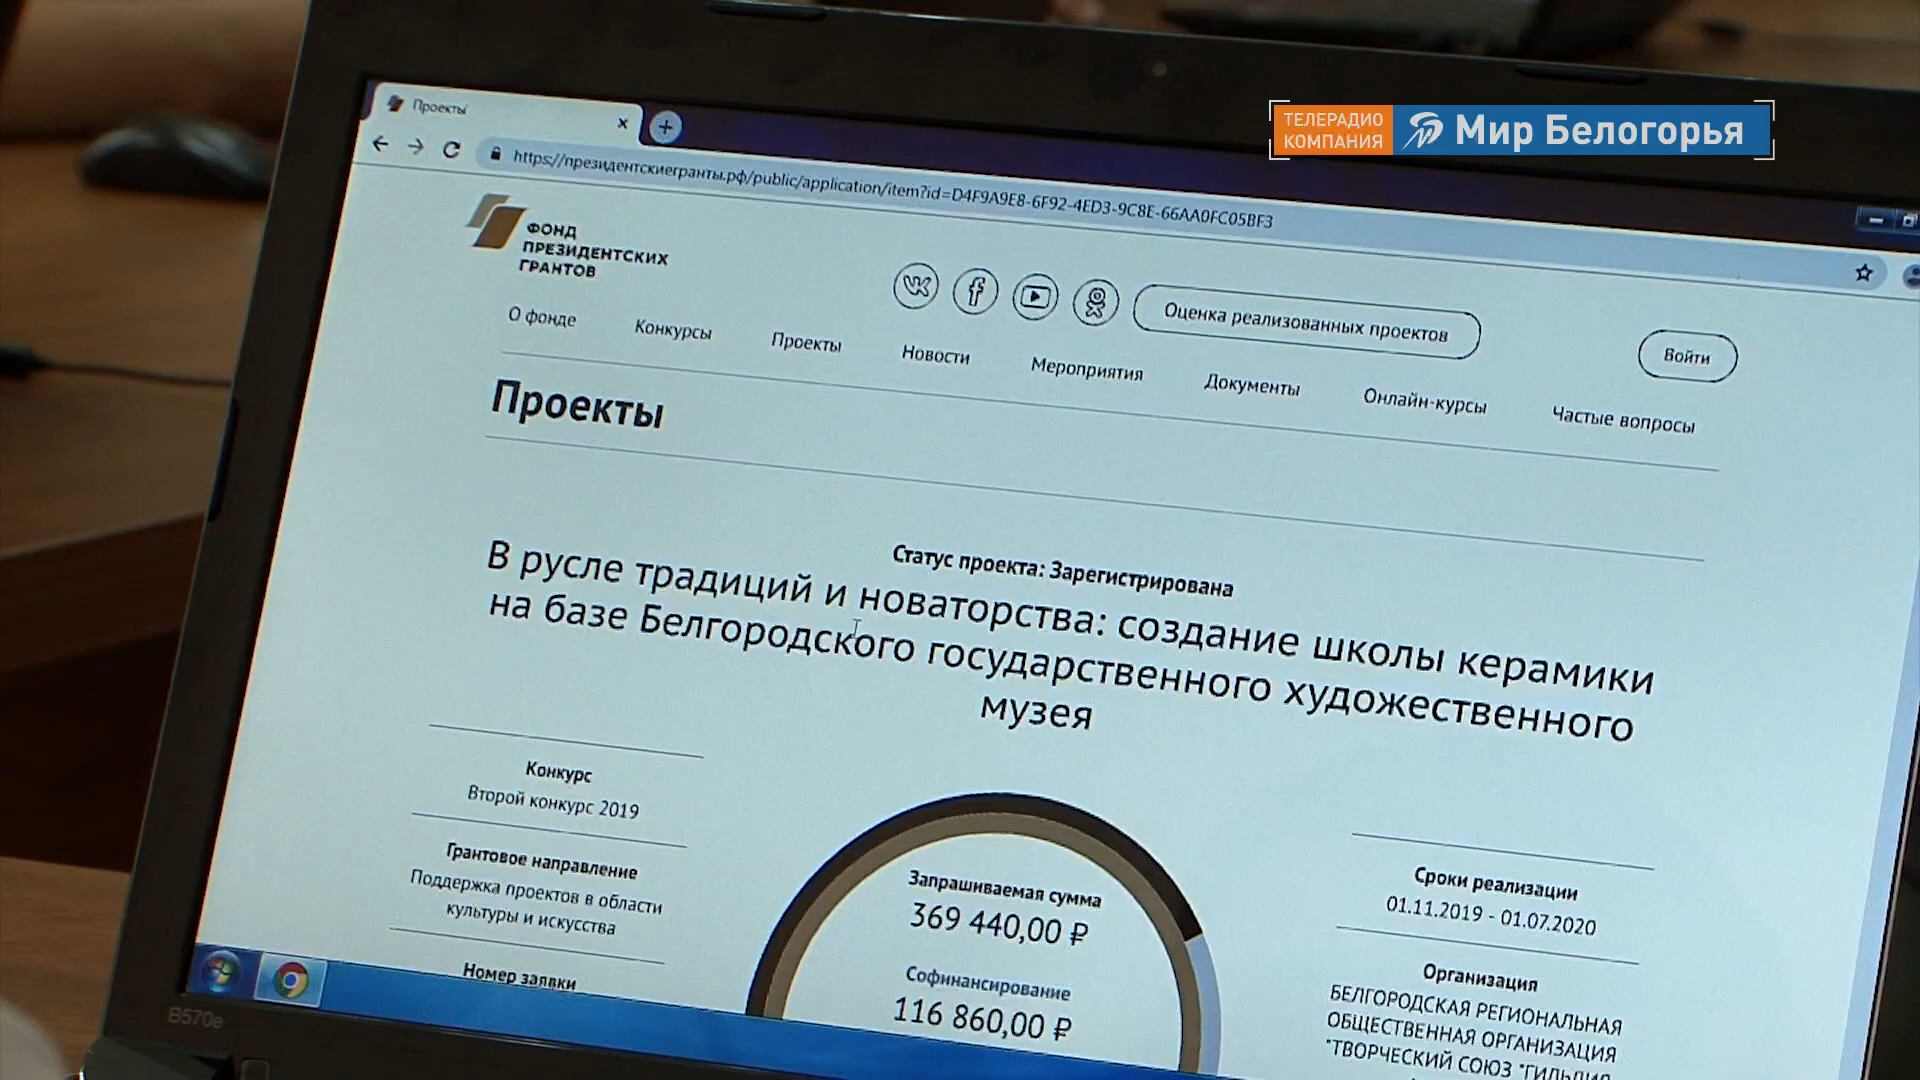 ТЕЛЕРАДИО
КОМПАНИЯ
Мир Белогорья
Проекты
https://президентскиегранты.рф/public/application/item?id=D4F9A9E8-6F92-4ED3-9C8E-66AA0FC05BF3
ФОНД
ПРЕЗИДЕНТСКИХ
ГРАНТОВ
Оценка реализованных проектов
Войти
О фонде Конкурсы Проекты Новости Мероприятия Документы Онлайн-курсы Частые вопросы
Проекты
Статус проекта: Зарегистрирована
В русле традиций и новаторства: создание школы керамики
на базе Белгородского государственного художественного
музея
Конкурс
Второй конкурс 2019
Грантовое направление
Поддержка проектов в области
культуры и искусства
Номер заявки
Запрашиваемая сумма
369 440,00 ₽
Софинансирование
116 860,00 ₽
Сроки реализации
01.11.2019 - 01.07.2020
Организация
БЕЛГОРОДСКАЯ РЕГИОНАЛЬНАЯ
ОБЩЕСТВЕННАЯ ОРГАНИЗАЦИЯ
"ТВОРЧЕСКИЙ СОЮЗ "ГИЛЬДИЯ
B570e